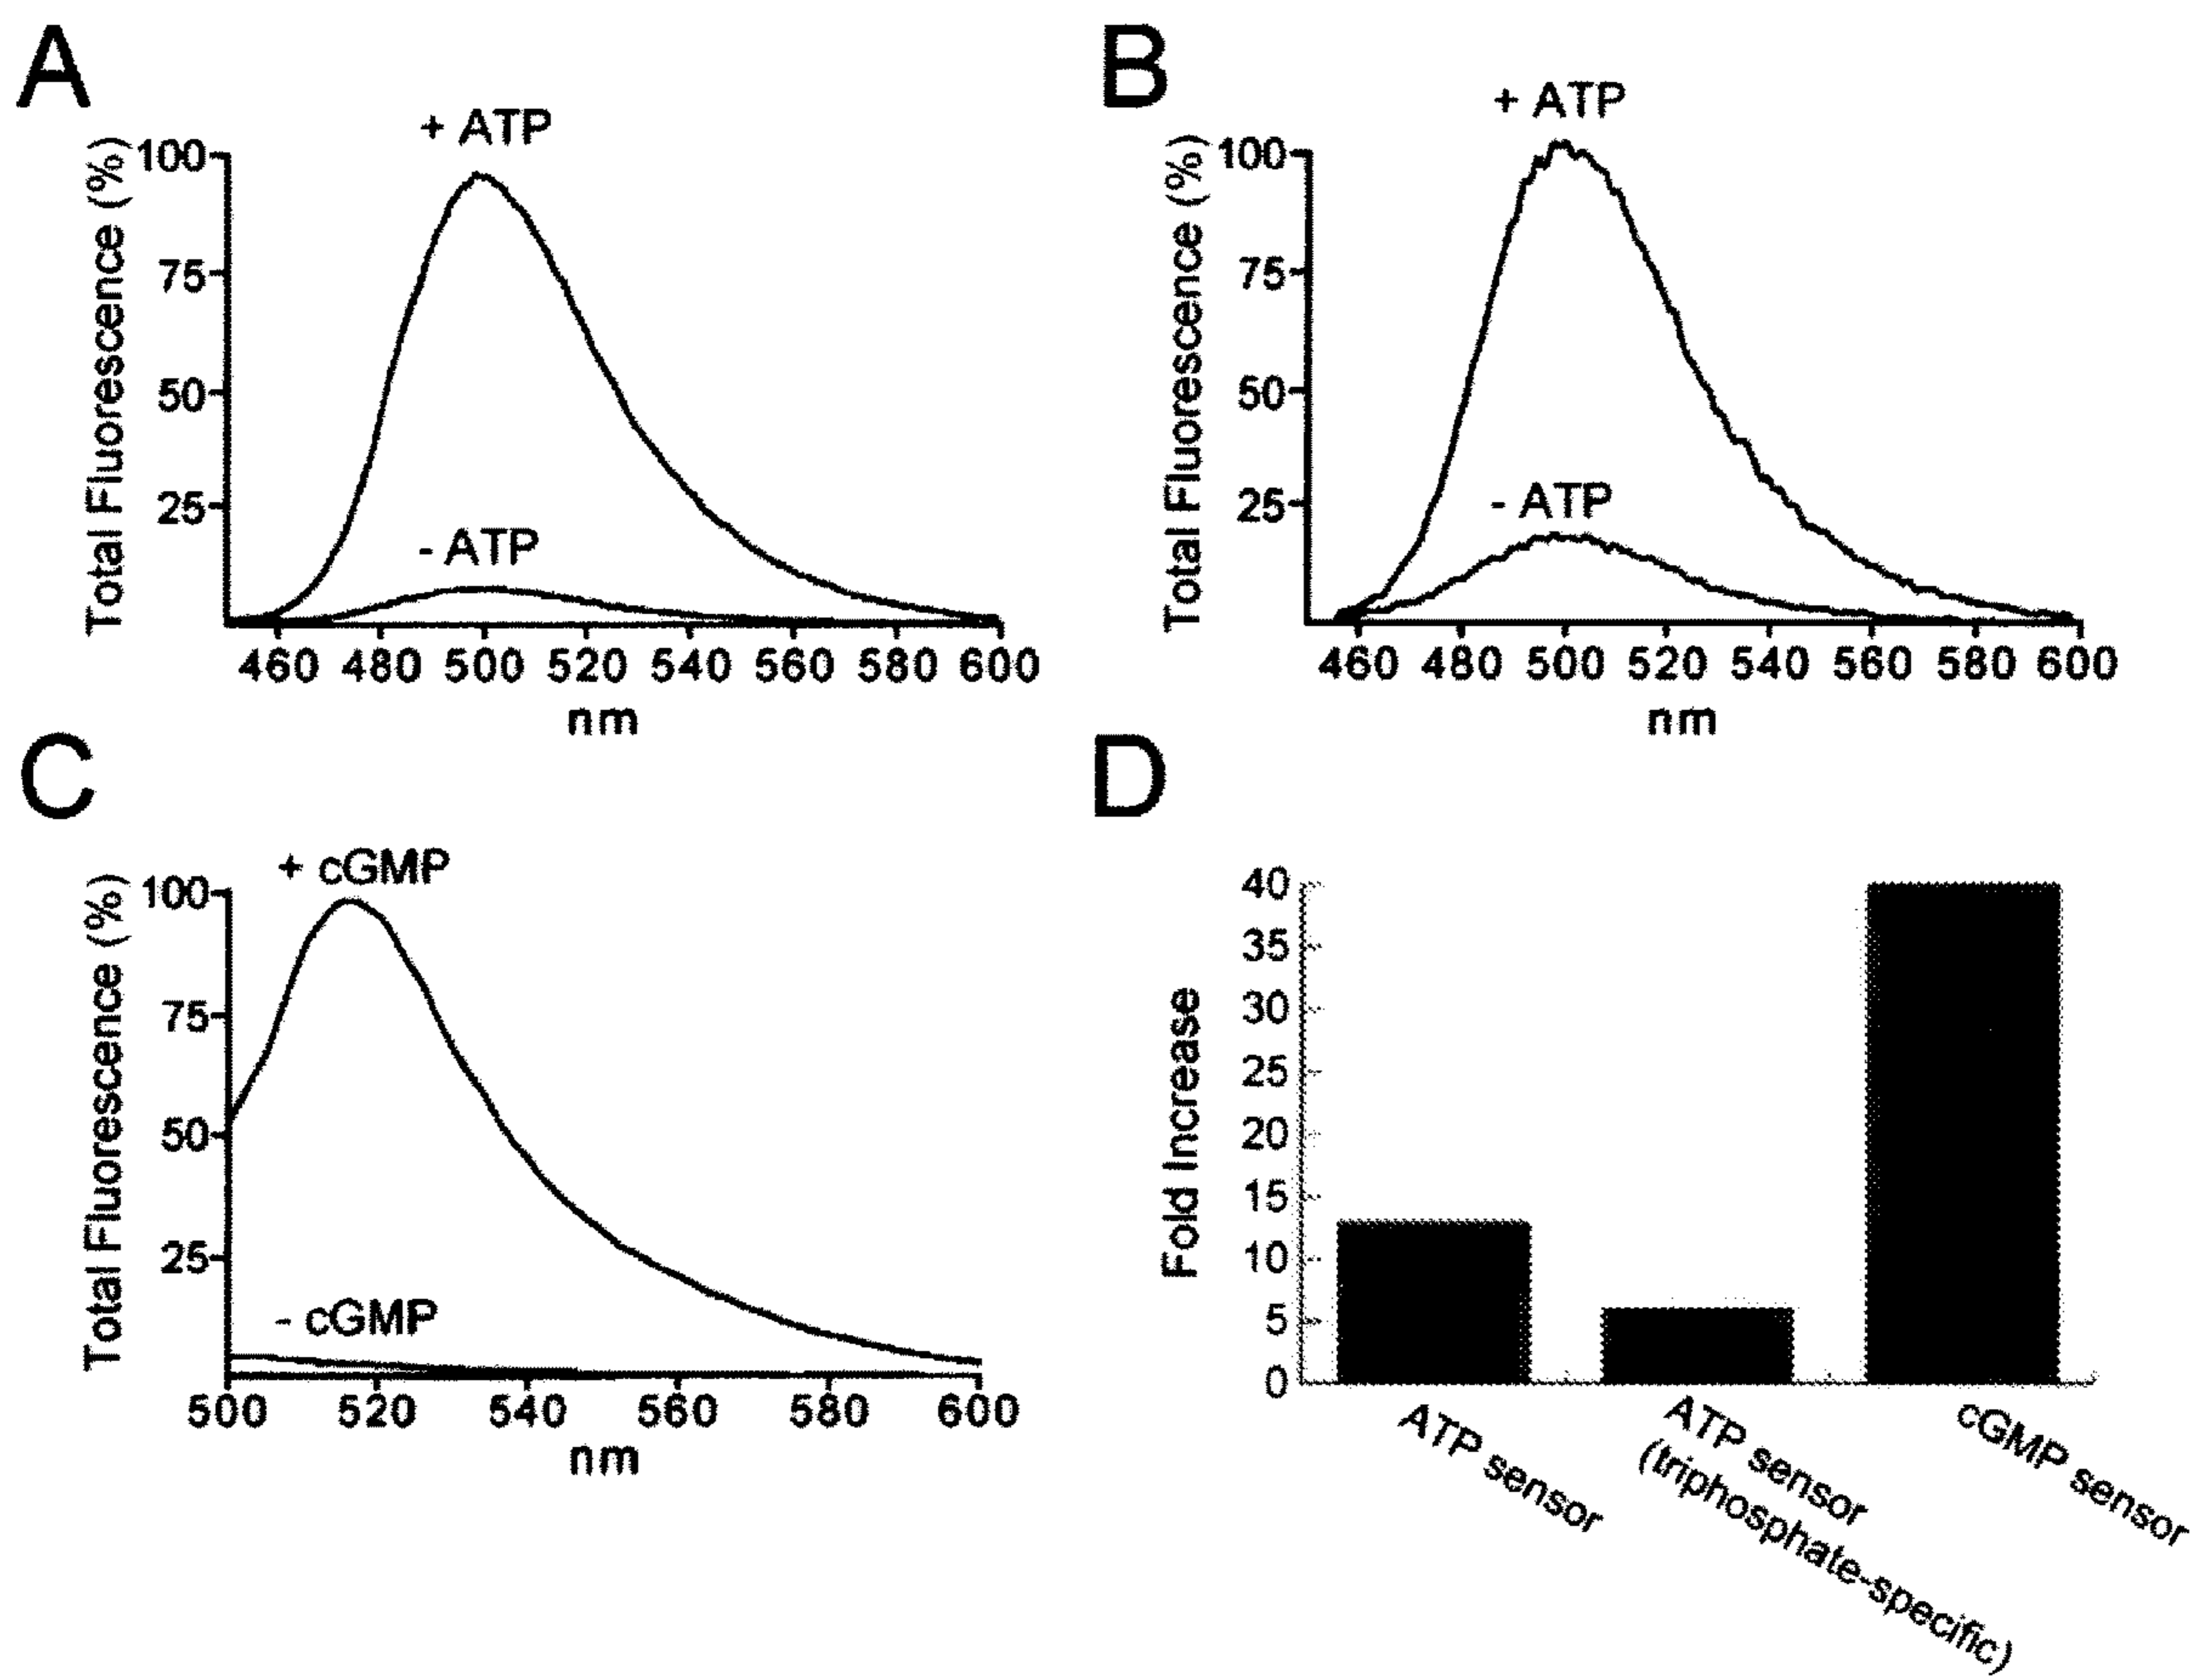 A
+ ATP
Total Fluorescence (%)
100
75
50
25
- ATP
460 480 500 520 540 560 580 600
nm
B
+ ATP
Total Fluorescence (%)
100
75
50
25
- ATP
460 480 500 520 540 560 580 600
nm
C
+ cGMP
Total Fluorescence (%)
100
75
50
25
- cGMP
500 520 540 560 580 600
nm
D
Fold Increase
40
35
30
25
20
15
10
5
0
ATP sensor
ATP sensor
(triphosphate-specific)
cGMP sensor